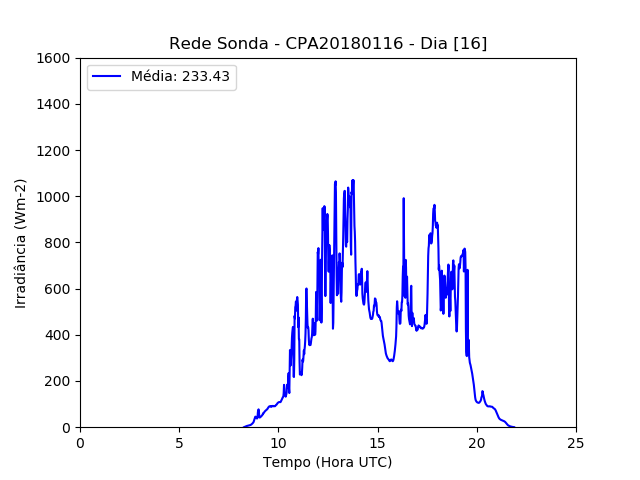 Rede Sonda - CPA20180116 - Dia [16]
Média: 233.43
1600
1400
1200
1000
800
600
400
200
0
Irradiância (Wm-2)
0 5 10 15 20 25
Tempo (Hora UTC)